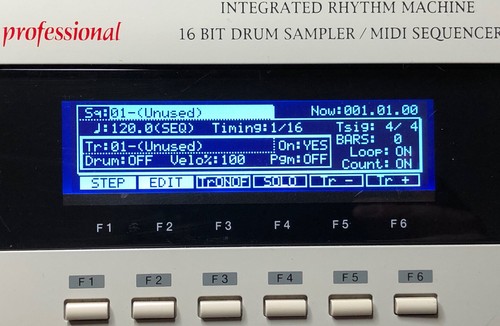 INTEGRATED RHYTHM MACHINE
professional
16 BIT DRUM SAMPLER / MIDI SEQUENCER
Sq:01-(Unused) Now:001.01.00
♩:120.0(SEQ) Timing:1/16 Tsig: 4/ 4
BARS: 0
Tr:01-(Unused) On:YES Loop: ON
Drum:OFF Velo%:100 Pgm:OFF Count: ON
STEP EDIT TrONOF SOLO Tr - Tr +
F1 F2 F3 F4 F5 F6
F1 F2 F3 F4 F5 F6